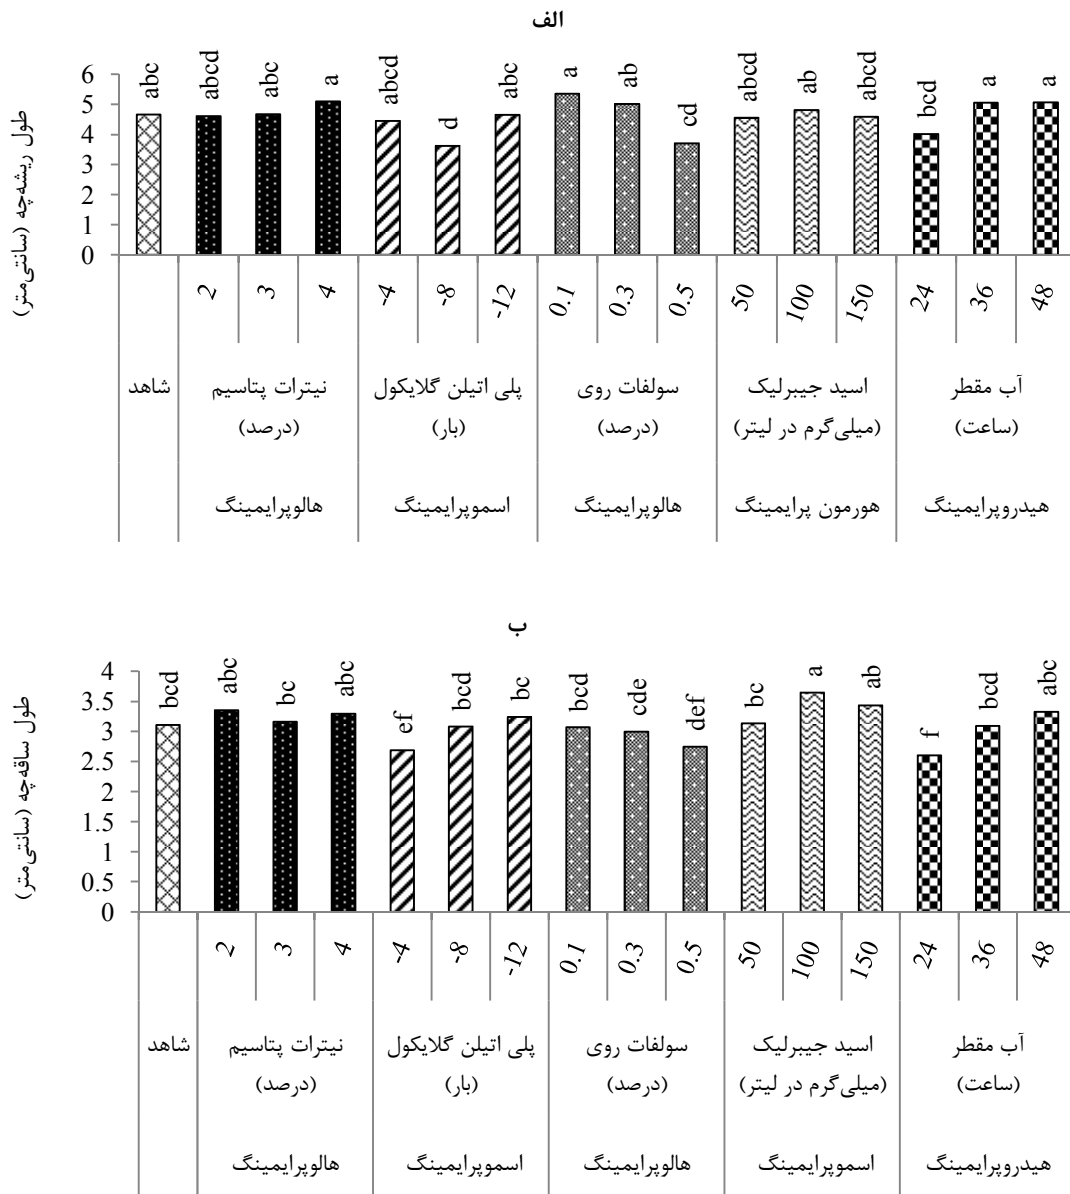 الف
طول ریشه‌چه (سانتی‌متر)
6
5
4
3
2
1
0
abc abcd abc a abcd d abc a ab cd abcd ab abcd bcd a a
2 3 4 -4 -8 -12 0.1 0.3 0.5 50 100 150 24 36 48
شاهد نیترات پتاسیم پلی اتیلن گلایکول سولفات روی اسید جیبرلیک آب مقطر
(درصد) (بار) (درصد) (میلی‌گرم در لیتر) (ساعت)
هالوپرایمینگ اسموپرایمینگ هالوپرایمینگ هورمون پرایمینگ هیدروپرایمینگ
ب
طول ساقه‌چه (سانتی‌متر)
4
3.5
3
2.5
2
1.5
1
0.5
0
bcd abc bc abc ef bcd bc bcd cde def bc a ab f bcd abc
2 3 4 -4 -8 -12 0.1 0.3 0.5 50 100 150 24 36 48
شاهد نیترات پتاسیم پلی اتیلن گلایکول سولفات روی اسید جیبرلیک آب مقطر
(درصد) (بار) (درصد) (میلی‌گرم در لیتر) (ساعت)
هالوپرایمینگ اسموپرایمینگ هالوپرایمینگ اسموپرایمینگ هیدروپرایمینگ